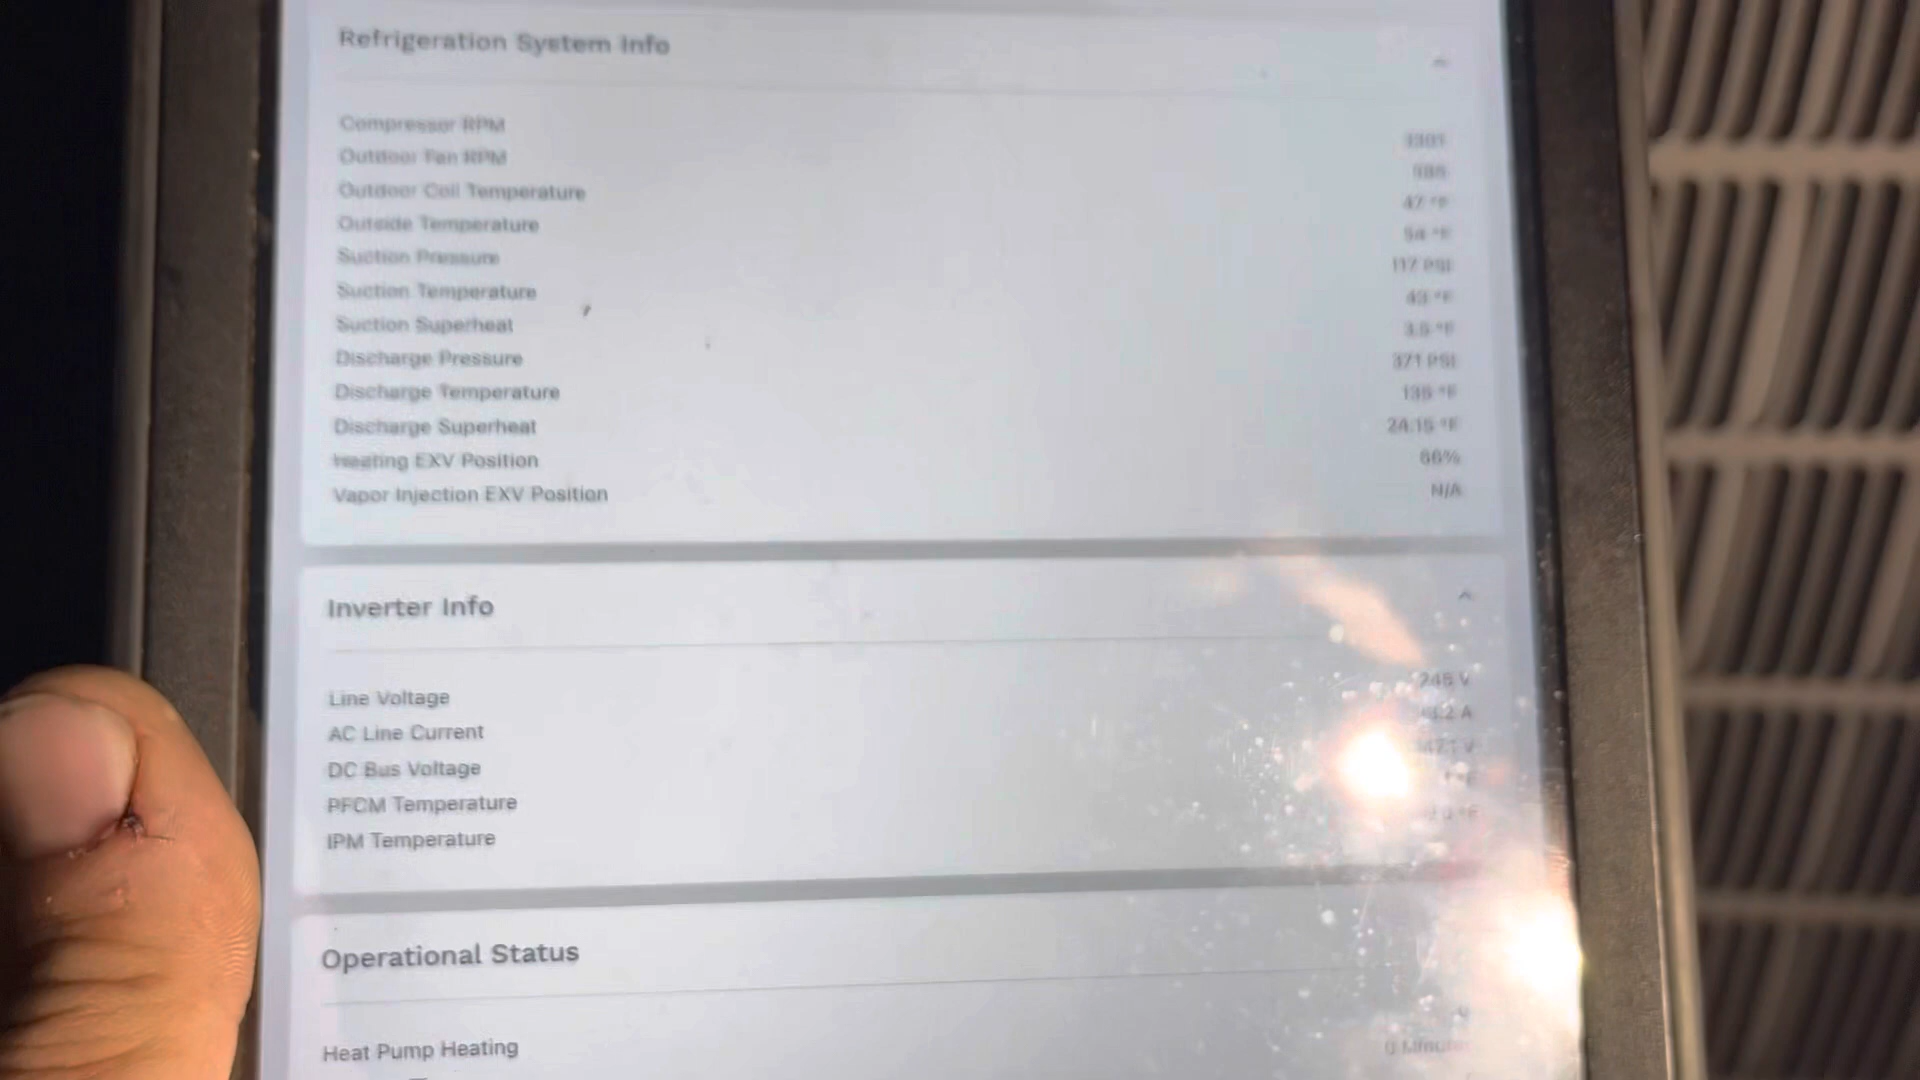 Refrigeration System Info
Compressor RPM
Outdoor Fan RPM
Outdoor Coil Temperature 47 °F
Outside Temperature 54 °F
Suction Pressure 117 PSI
Suction Temperature 43 °F
Suction Superheat
Discharge Pressure 371 PSI
Discharge Temperature
Discharge Superheat 24.15 °F
Heating EXV Position 66%
Vapor Injection EXV Position N/A
Inverter Info
Line Voltage
AC Line Current
DC Bus Voltage
PFCM Temperature
IPM Temperature
Operational Status
Heat Pump Heating